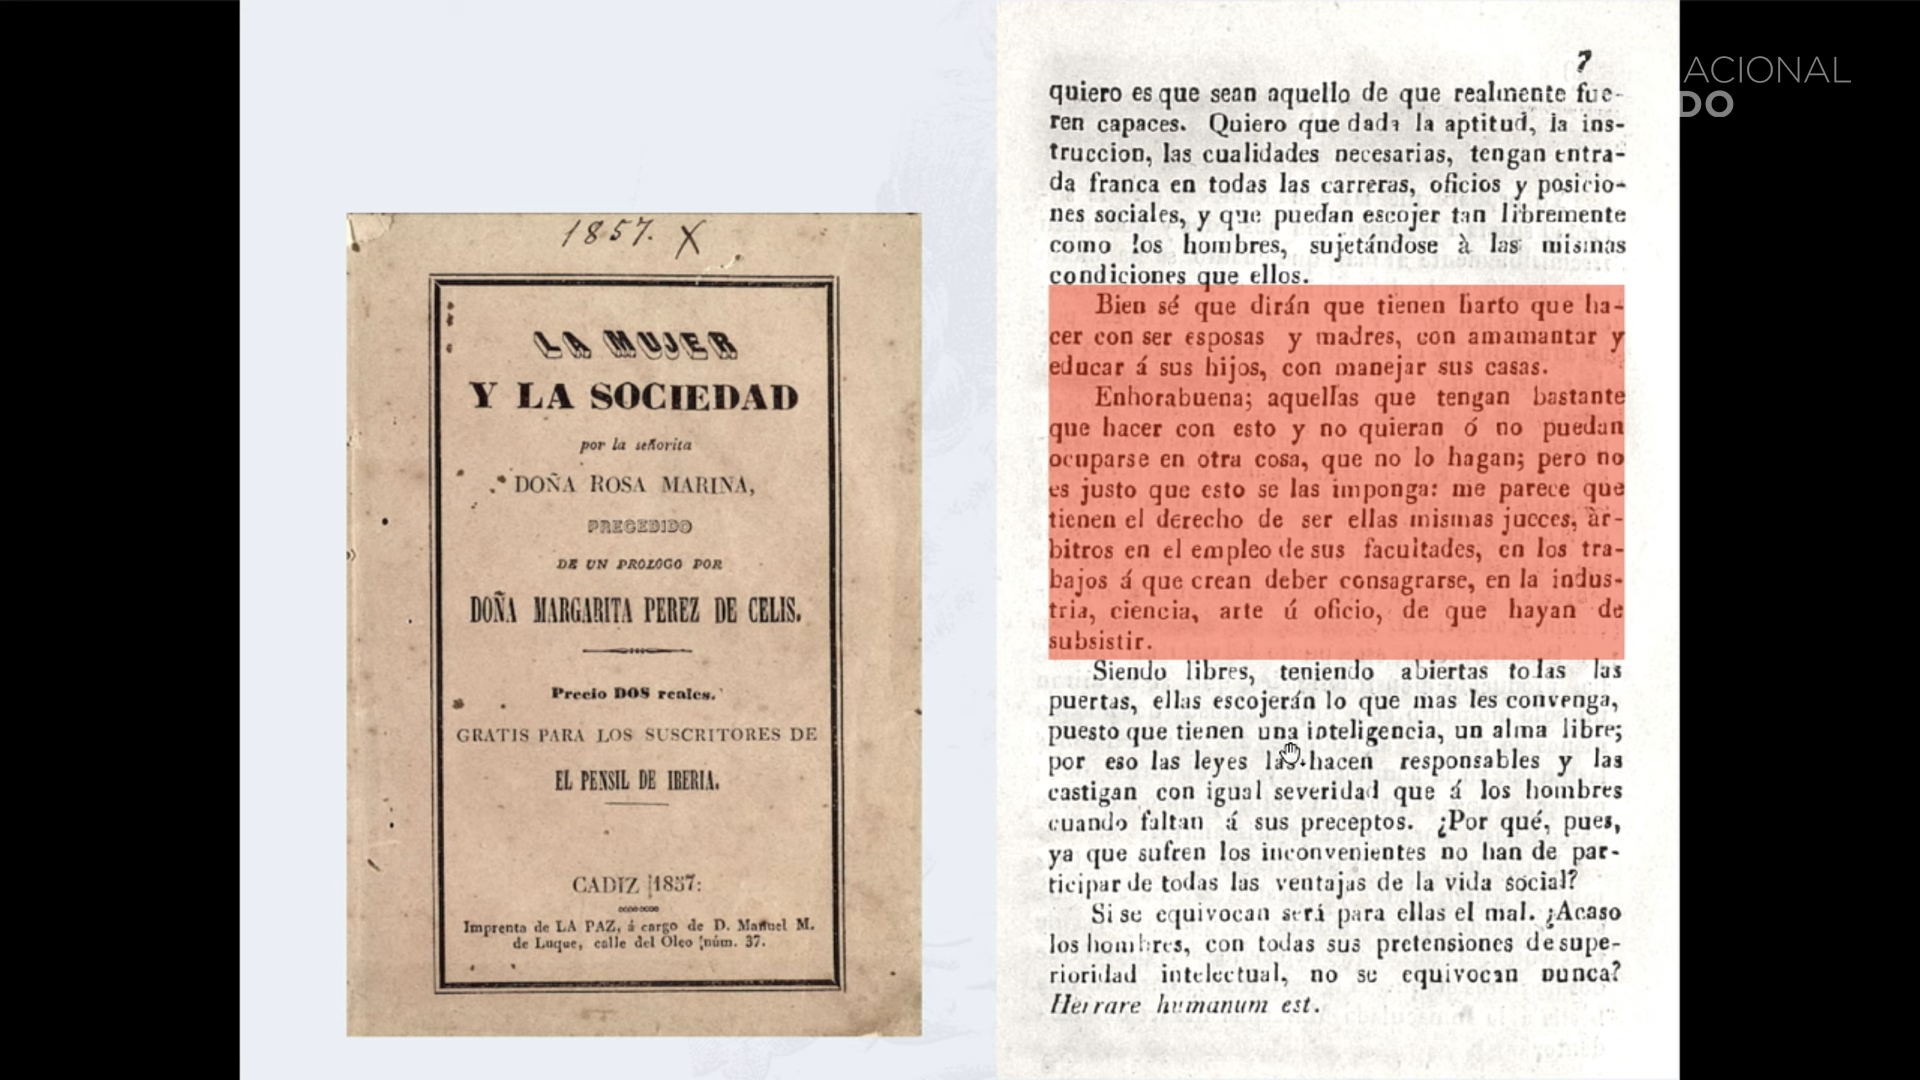 1857. X
LA MUJER
Y LA SOCIEDAD
por la señorita
DOÑA ROSA MARINA,
PRECEDIDO
DE UN PROLOGO POR
DOÑA MARGARITA PEREZ DE CELIS.
Precio DOS reales.
GRATIS PARA LOS SUSCRITORES DE
EL PENSIL DE IBERIA.
CADIZ 1857:
Imprenta de LA PAZ, á cargo de D. Manuel M.
de Luque, calle del Oleo núm. 37.
7
quiero es que sean aquello de que realmente fue-
ren capaces. Quiero que dada la aptitud, la ins-
truccion, las cualidades necesarias, tengan entra-
da franca en todas las carreras, oficios y posicio-
nes sociales, y que puedan escojer tan libremente
como los hombres, sujetándose à las mismas
condiciones que ellos.
Bien sé que dirán que tienen harto que ha-
cer con ser esposas y madres, con amamantar y
educar á sus hijos, con manejar sus casas.
Enhorabuena; aquellas que tengan bastante
que hacer con esto y no quieran ó no puedan
ocuparse en otra cosa, que no lo hagan; pero no
es justo que esto se las imponga: me parece que
tienen el derecho de ser ellas mismas jueces, àr-
bitros en el empleo de sus facultades, en los tra-
bajos á que crean deber consagrarse, en la indus-
tria, ciencia, arte ú oficio, de que hayan de
subsistir.
Siendo libres, teniendo abiertas todas las
puertas, ellas escojerán lo que mas les convenga,
puesto que tienen una inteligencia, un alma libre;
por eso las leyes las hacen responsables y las
castigan con igual severidad que á los hombres
cuando faltan á sus preceptos. ¿Por qué, pues,
ya que sufren los inconvenientes no han de par-
ticipar de todas las ventajas de la vida social?
Si se equivocan será para ellas el mal. ¿Acaso
los hombres, con todas sus pretensiones de supe-
rioridad intelectual, no se equivocan nunca?
Herrare humanum est.
ACIONAL
DO